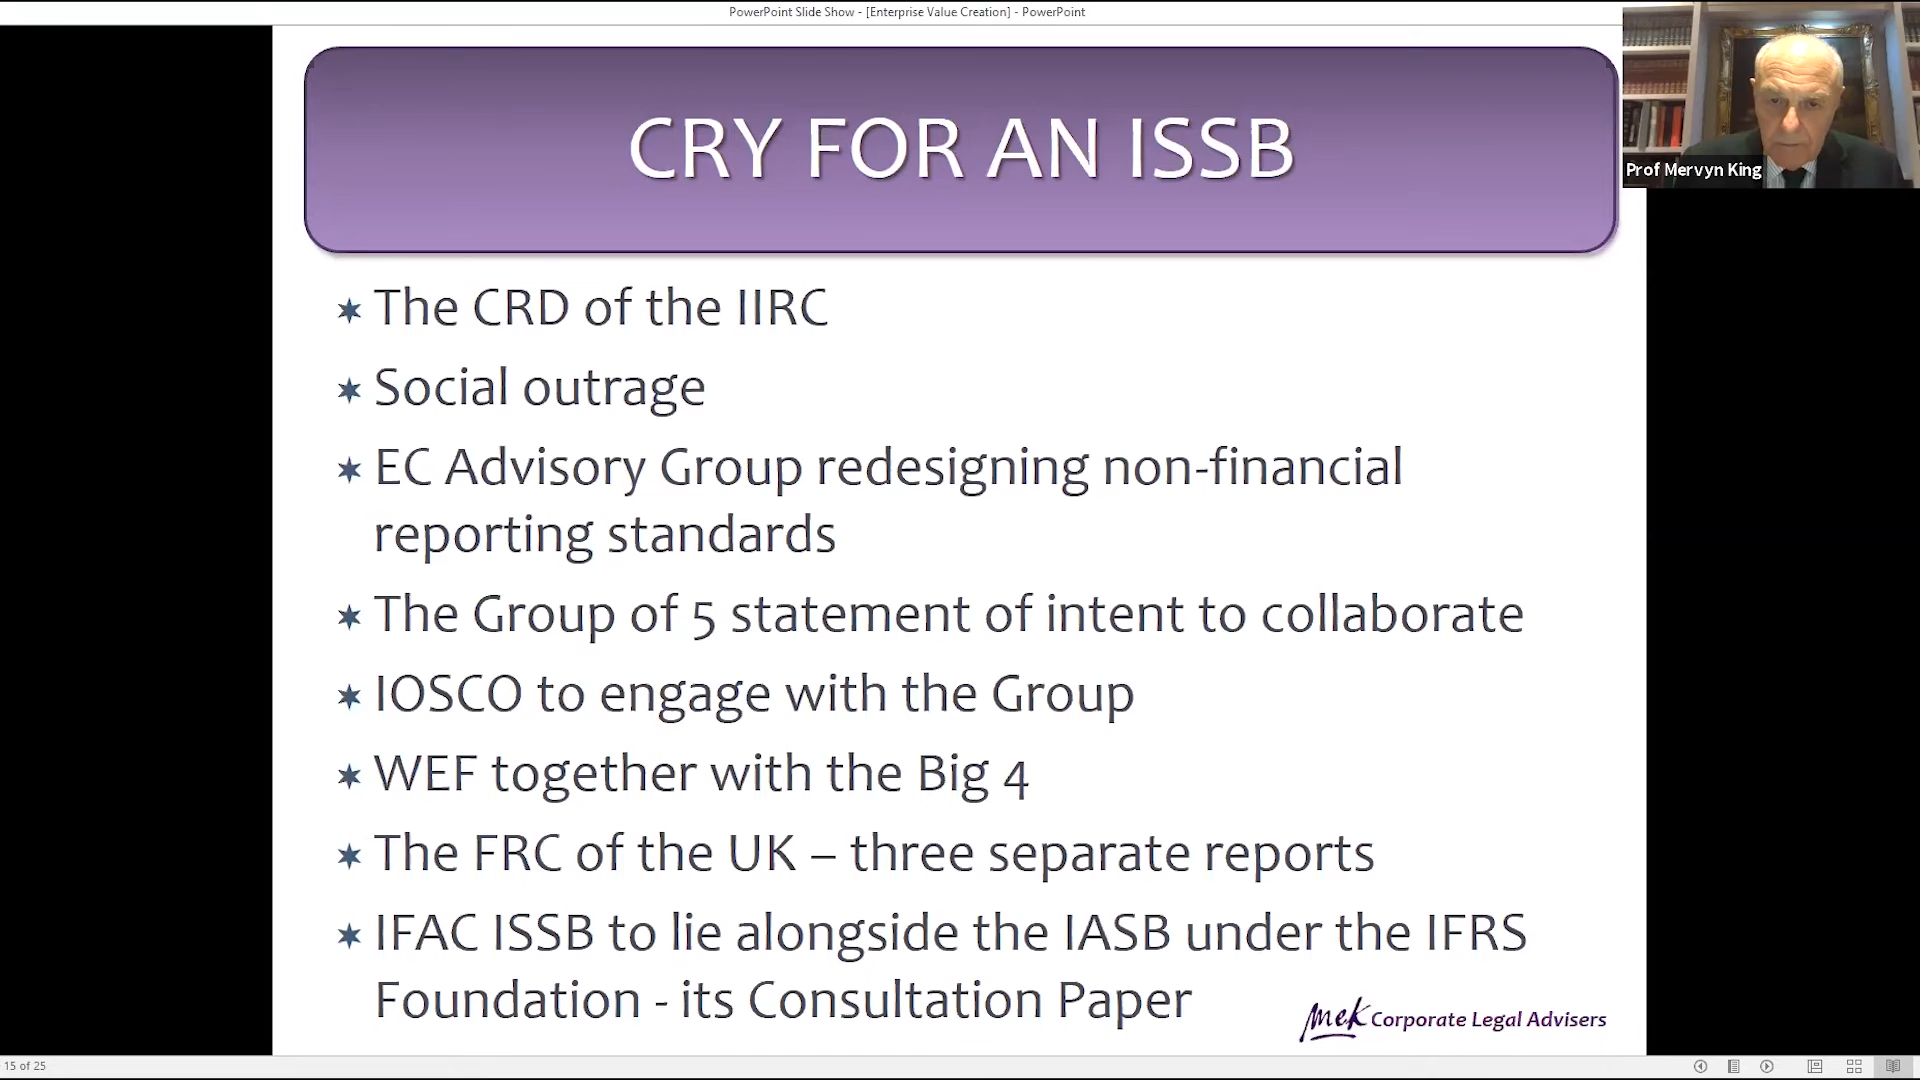 PowerPoint Slide Show - [Enterprise Value Creation] - PowerPoint
CRY FOR AN ISSB
Prof Mervyn King
The CRD of the IIRC
Social outrage
EC Advisory Group redesigning non-financial
reporting standards
The Group of 5 statement of intent to collaborate
IOSCO to engage with the Group
WEF together with the Big 4
The FRC of the UK – three separate reports
IFAC ISSB to lie alongside the IASB under the IFRS
Foundation - its Consultation Paper
mek Corporate Legal Advisers
15 of 25